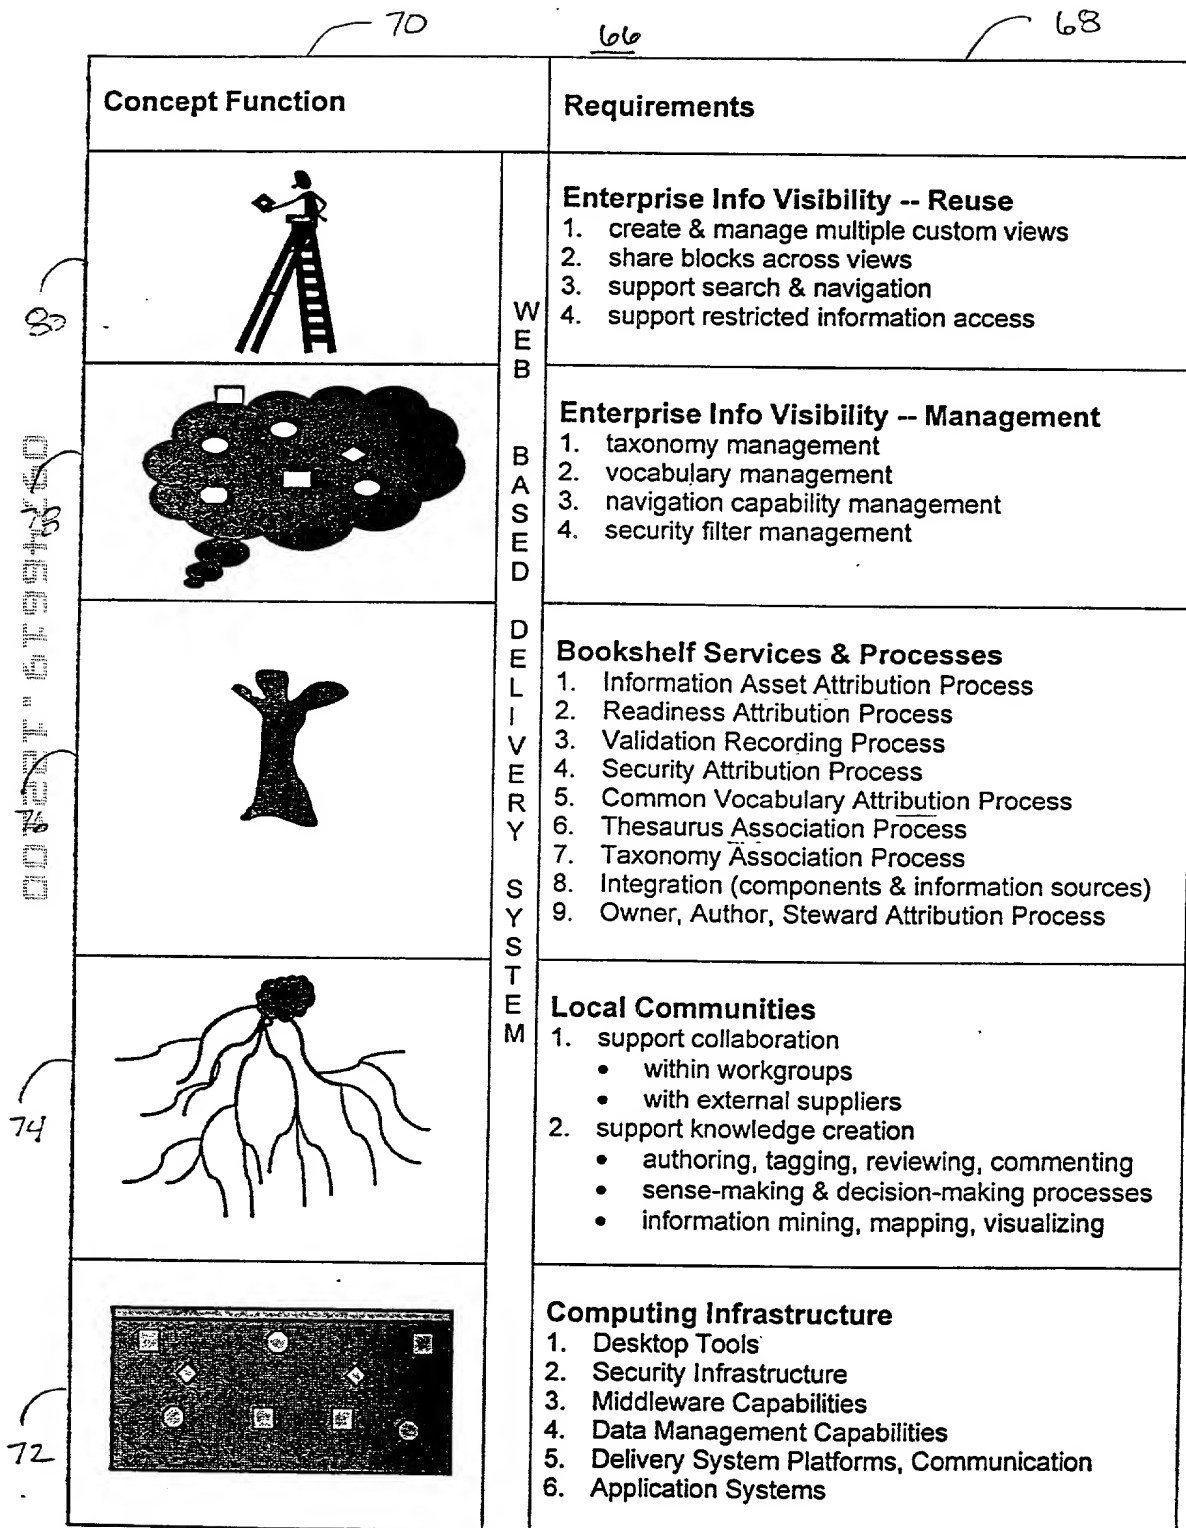 70
66
68
Concept Function
Requirements
WEB BASED DELIVERY SYSTEM
80
Enterprise Info Visibility -- Reuse
1. create & manage multiple custom views
2. share blocks across views
3. support search & navigation
4. support restricted information access
78
Enterprise Info Visibility -- Management
1. taxonomy management
2. vocabulary management
3. navigation capability management
4. security filter management
76
Bookshelf Services & Processes
1. Information Asset Attribution Process
2. Readiness Attribution Process
3. Validation Recording Process
4. Security Attribution Process
5. Common Vocabulary Attribution Process
6. Thesaurus Association Process
7. Taxonomy Association Process
8. Integration (components & information sources)
9. Owner, Author, Steward Attribution Process
74
Local Communities
1. support collaboration
• within workgroups
• with external suppliers
2. support knowledge creation
• authoring, tagging, reviewing, commenting
• sense-making & decision-making processes
• information mining, mapping, visualizing
72
Computing Infrastructure
1. Desktop Tools
2. Security Infrastructure
3. Middleware Capabilities
4. Data Management Capabilities
5. Delivery System Platforms, Communication
6. Application Systems